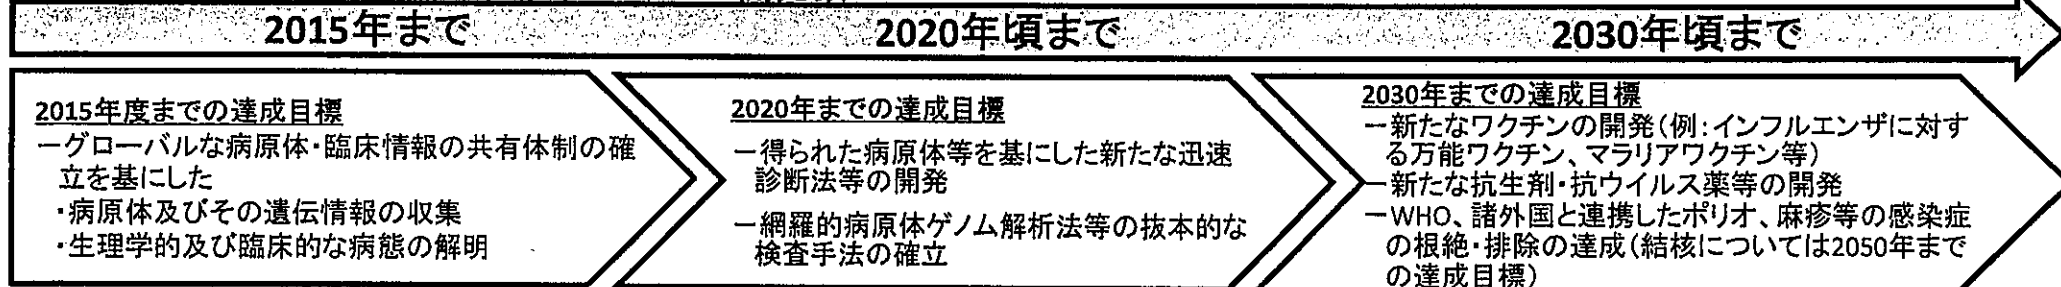 2015年まで
2020年頃まで
2030年頃まで
2015年度までの達成目標
ーグローバルな病原体・臨床情報の共有体制の確
立を基にした
・病原体及びその遺伝情報の収集
・生理学的及び臨床的な病態の解明
2020年までの達成目標
ー得られた病原体等を基にした新たな迅速
診断法等の開発
ー網羅的病原体ゲノム解析法等の抜本的な
検査手法の確立
2030年までの達成目標
ー新たなワクチンの開発(例:インフルエンザに対す
る万能ワクチン、マラリアワクチン等)
ー新たな抗生剤・抗ウイルス薬等の開発
ーWHO、諸外国と連携したポリオ、麻疹等の感染症
の根絶・排除の達成(結核については2050年まで
の達成目標)